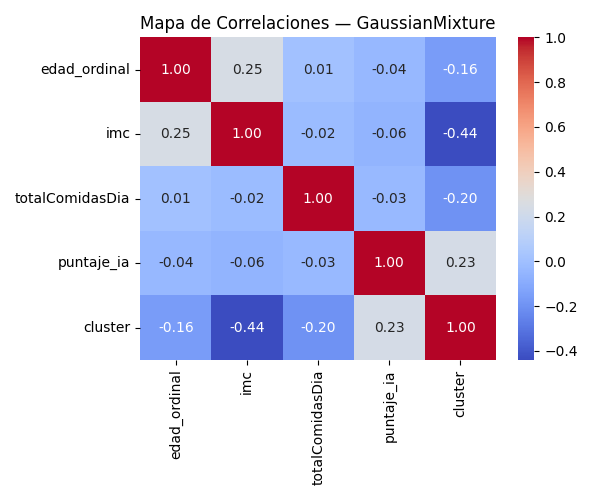 Mapa de Correlaciones — GaussianMixture
edad_ordinal 1.00 0.25 0.01 -0.04 -0.16
imc 0.25 1.00 -0.02 -0.06 -0.44
totalComidasDia 0.01 -0.02 1.00 -0.03 -0.20
puntaje_ia -0.04 -0.06 -0.03 1.00 0.23
cluster -0.16 -0.44 -0.20 0.23 1.00
edad_ordinal imc totalComidasDia puntaje_ia cluster
1.0
0.8
0.6
0.4
0.2
0.0
−0.2
−0.4